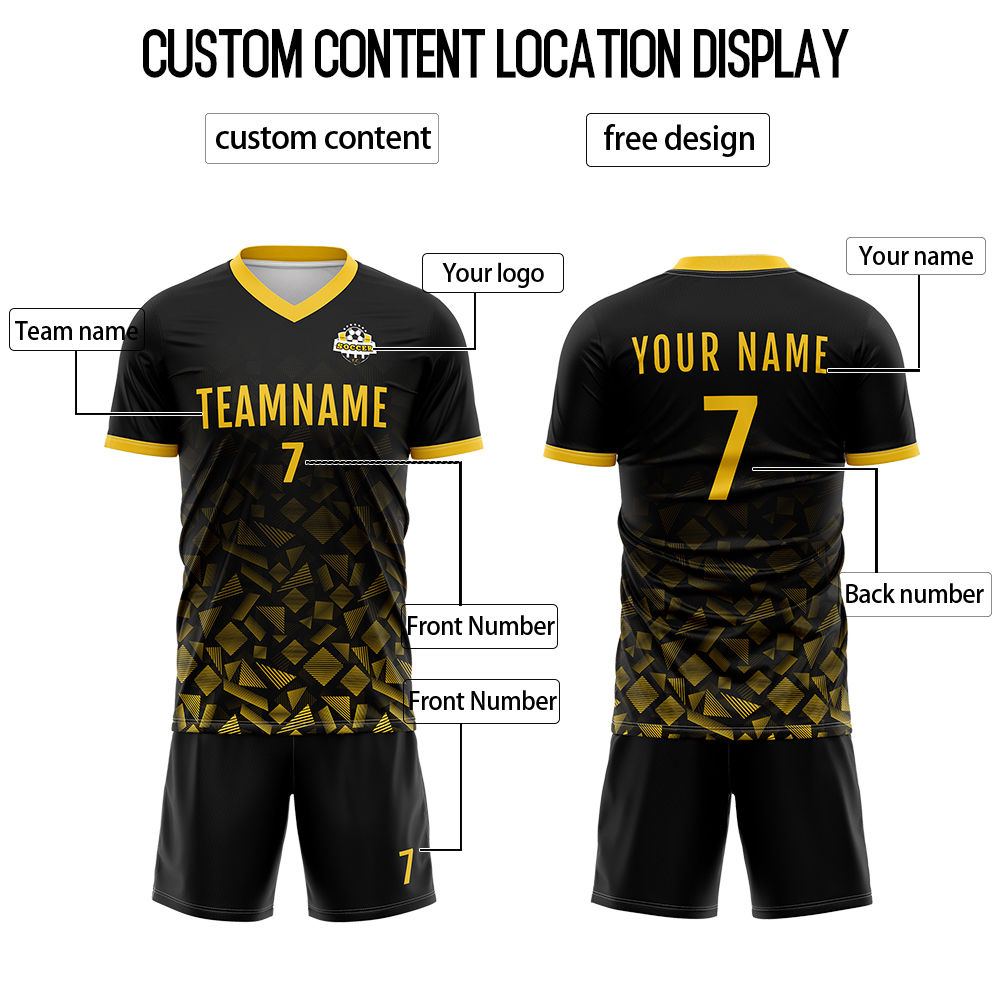 CUSTOM CONTENT LOCATION DISPLAY
custom content
free design
Your logo
Your name
Team name
SOCCER
YOUR NAME
TEAMNAME
7
7
Back number
Front Number
Front Number
7